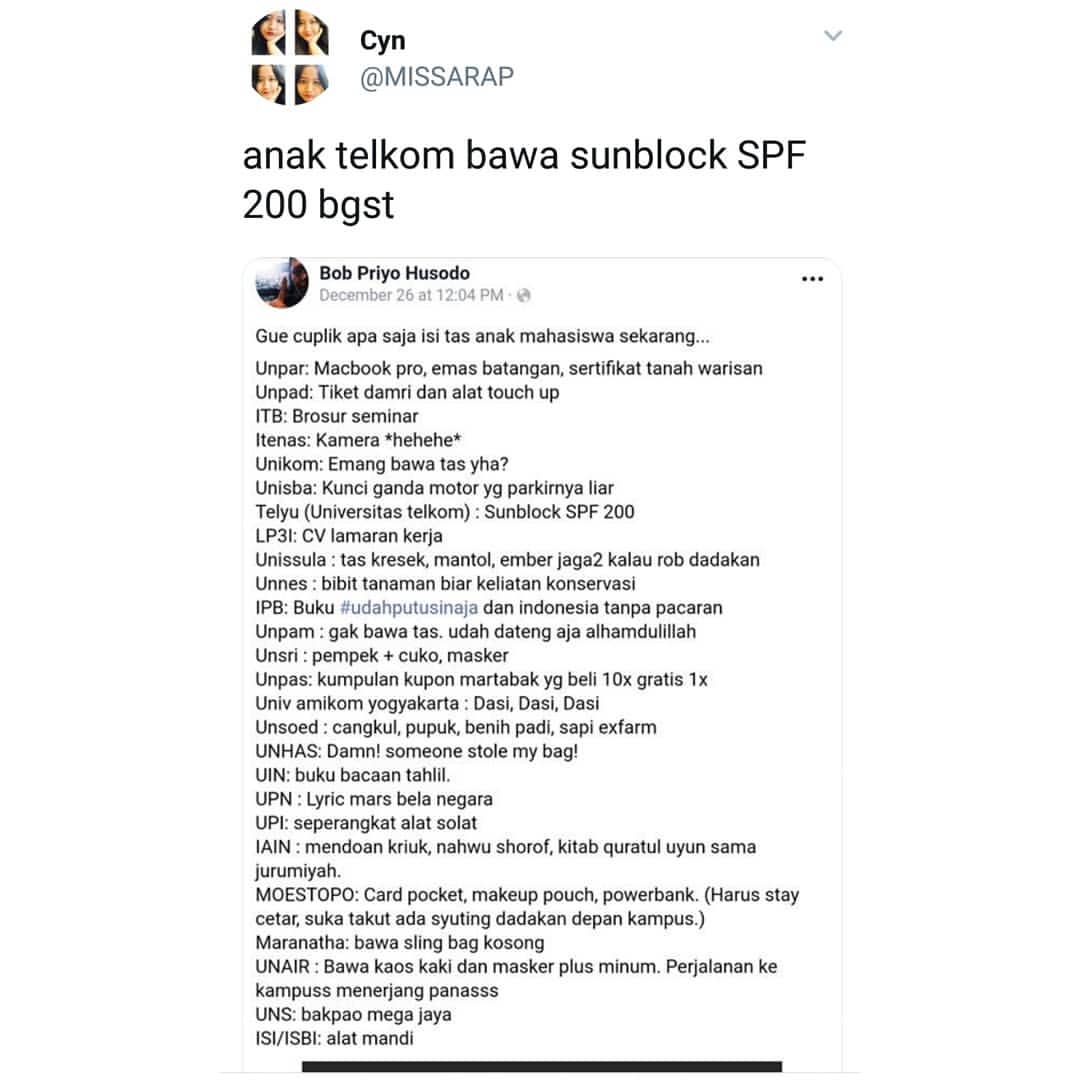 Cyn
@MISSARAP
anak telkom bawa sunblock SPF
200 bgst
Bob Priyo Husodo
December 26 at 12:04 PM ·
Gue cuplik apa saja isi tas anak mahasiswa sekarang...
Unpar: Macbook pro, emas batangan, sertifikat tanah warisan
Unpad: Tiket damri dan alat touch up
ITB: Brosur seminar
Itenas: Kamera *hehehe*
Unikom: Emang bawa tas yha?
Unisba: Kunci ganda motor yg parkirnya liar
Telyu (Universitas telkom) : Sunblock SPF 200
LP3I: CV lamaran kerja
Unissula : tas kresek, mantol, ember jaga2 kalau rob dadakan
Unnes : bibit tanaman biar keliatan konservasi
IPB: Buku #udahputusinaja dan indonesia tanpa pacaran
Unpam : gak bawa tas. udah dateng aja alhamdulillah
Unsri : pempek + cuko, masker
Unpas: kumpulan kupon martabak yg beli 10x gratis 1x
Univ amikom yogyakarta : Dasi, Dasi, Dasi
Unsoed : cangkul, pupuk, benih padi, sapi exfarm
UNHAS: Damn! someone stole my bag!
UIN: buku bacaan tahlil.
UPN : Lyric mars bela negara
UPI: seperangkat alat solat
IAIN : mendoan kriuk, nahwu shorof, kitab quratul uyun sama
jurumiyah.
MOESTOPO: Card pocket, makeup pouch, powerbank. (Harus stay
cetar, suka takut ada syuting dadakan depan kampus.)
Maranatha: bawa sling bag kosong
UNAIR : Bawa kaos kaki dan masker plus minum. Perjalanan ke
kampuss menerjang panasss
UNS: bakpao mega jaya
ISI/ISBI: alat mandi